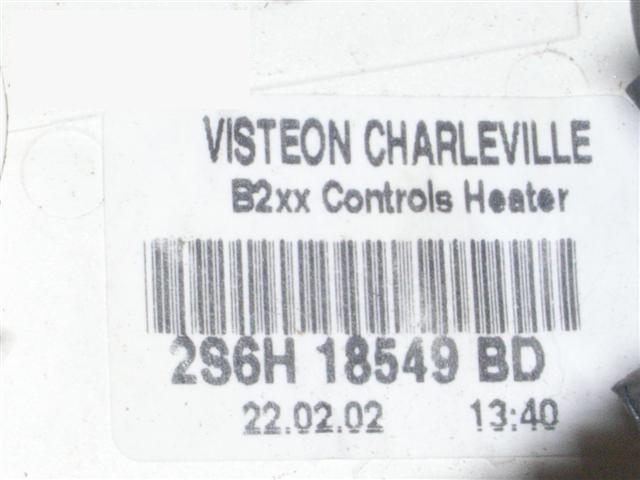 VISTEON CHARLEVILLE
B2xx Controls Heater
2S6H 18549 BD
22.02.02 13:40